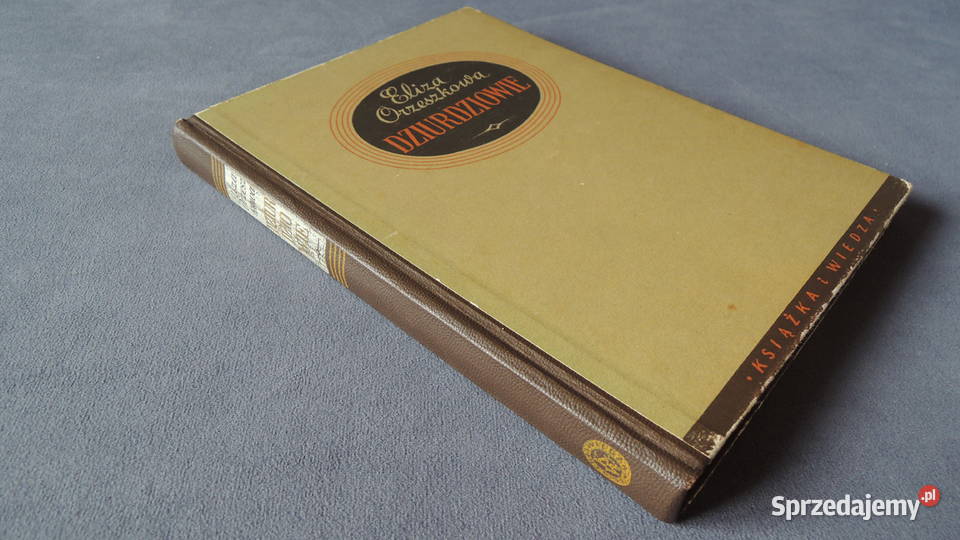 Eliza
Orzeszkowa
DZIURDZIOWIE
• KSIĄŻKA i WIEDZA •
Sprzedajemy.pl